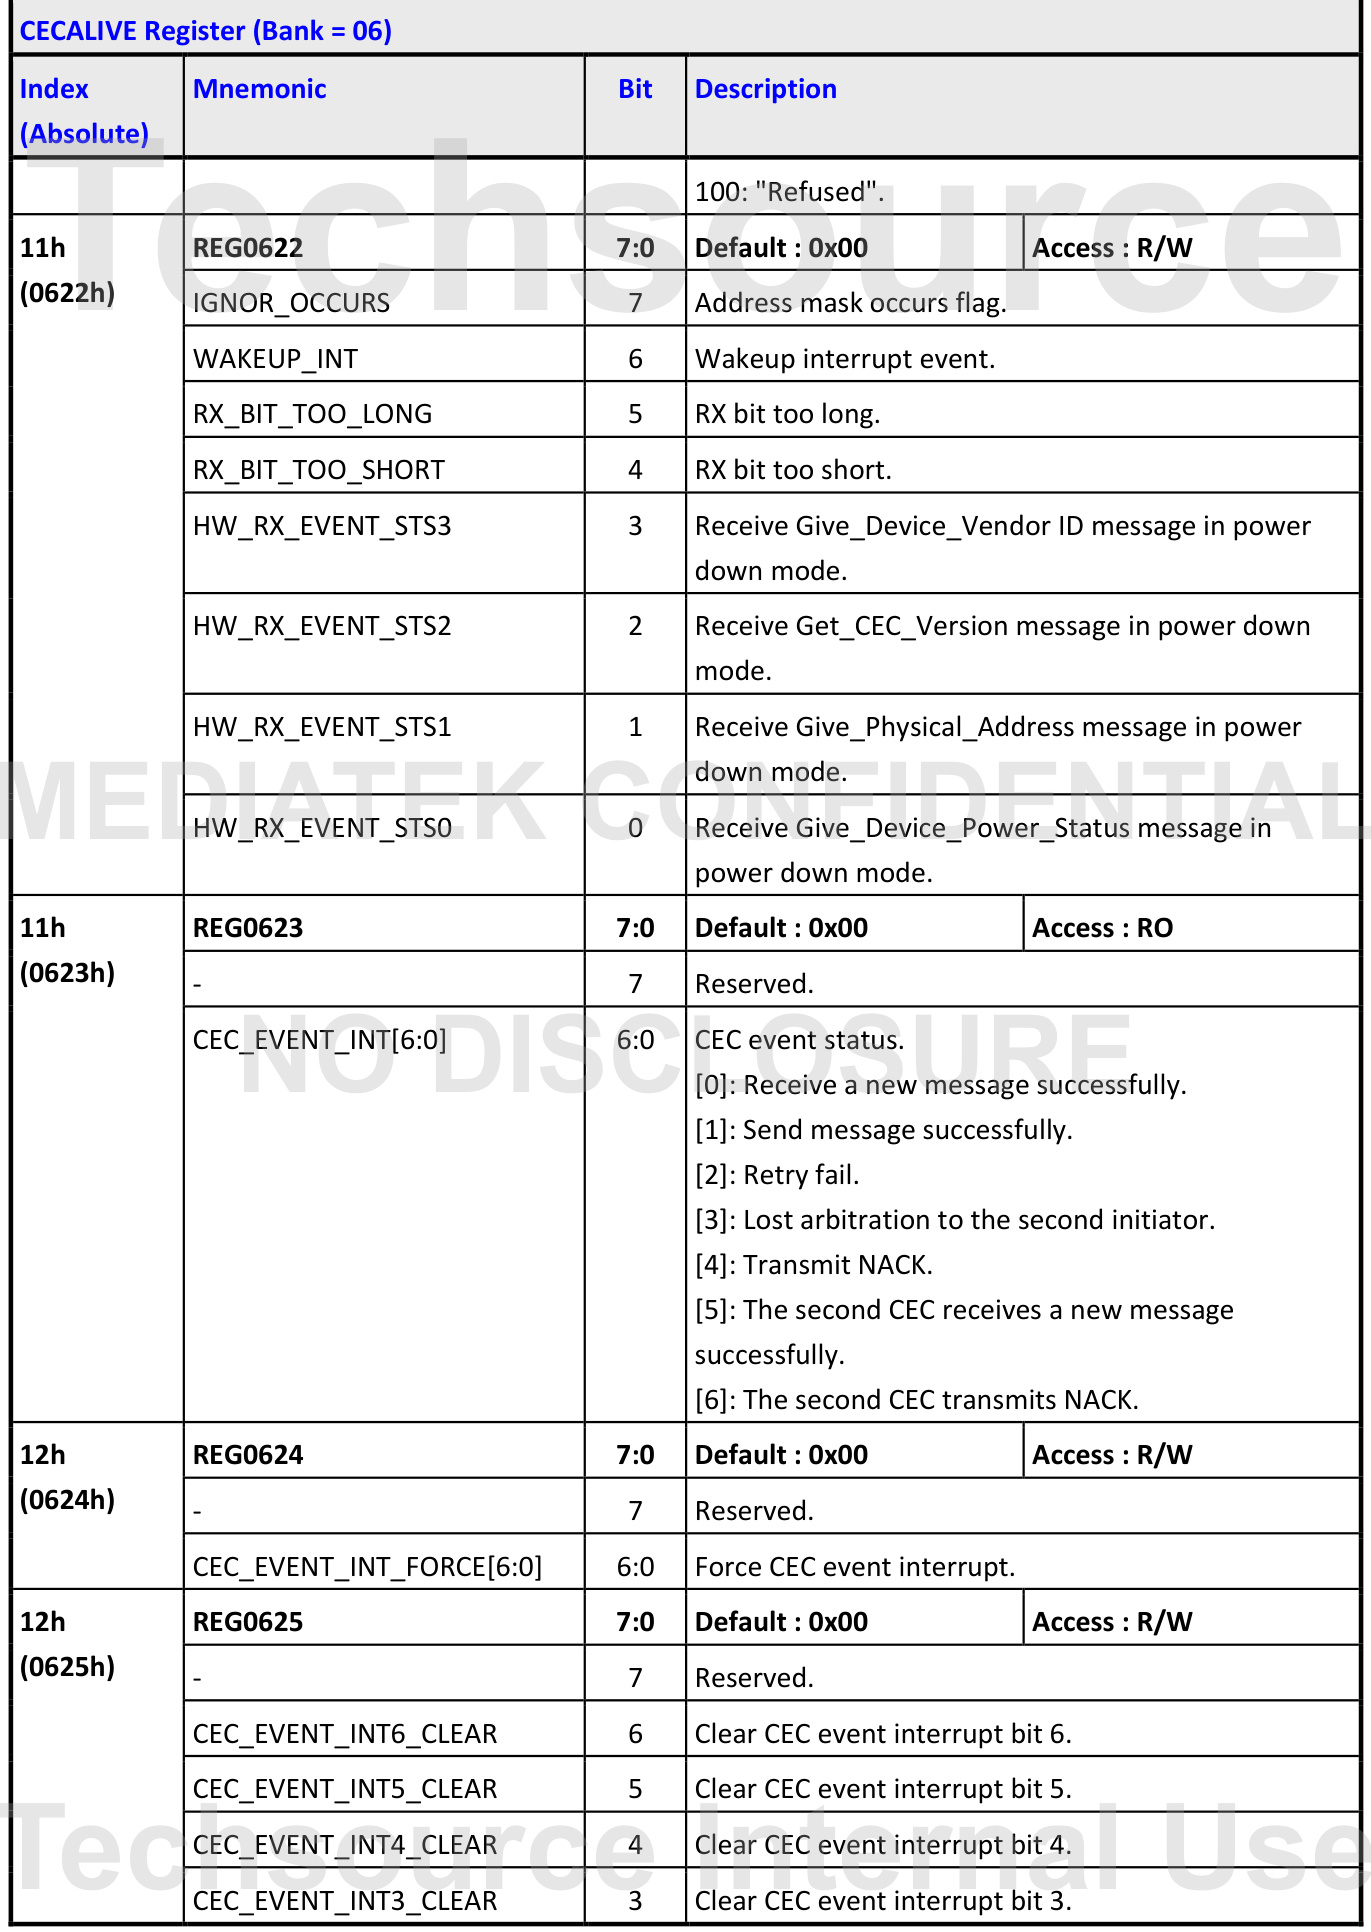 CECALIVE Register (Bank = 06)
Index (Absolute) Mnemonic Bit Description
100: "Refused".
11h (0622h) REG0622 7:0 Default : 0x00 Access : R/W
IGNOR_OCCURS 7 Address mask occurs flag.
WAKEUP_INT 6 Wakeup interrupt event.
RX_BIT_TOO_LONG 5 RX bit too long.
RX_BIT_TOO_SHORT 4 RX bit too short.
HW_RX_EVENT_STS3 3 Receive Give_Device_Vendor ID message in power
down mode.
HW_RX_EVENT_STS2 2 Receive Get_CEC_Version message in power down
mode.
HW_RX_EVENT_STS1 1 Receive Give_Physical_Address message in power
down mode.
HW_RX_EVENT_STS0 0 Receive Give_Device_Power_Status message in
power down mode.
11h (0623h) REG0623 7:0 Default : 0x00 Access : RO
- 7 Reserved.
CEC_EVENT_INT[6:0] 6:0 CEC event status.
[0]: Receive a new message successfully.
[1]: Send message successfully.
[2]: Retry fail.
[3]: Lost arbitration to the second initiator.
[4]: Transmit NACK.
[5]: The second CEC receives a new message
successfully.
[6]: The second CEC transmits NACK.
12h (0624h) REG0624 7:0 Default : 0x00 Access : R/W
- 7 Reserved.
CEC_EVENT_INT_FORCE[6:0] 6:0 Force CEC event interrupt.
12h (0625h) REG0625 7:0 Default : 0x00 Access : R/W
- 7 Reserved.
CEC_EVENT_INT6_CLEAR 6 Clear CEC event interrupt bit 6.
CEC_EVENT_INT5_CLEAR 5 Clear CEC event interrupt bit 5.
CEC_EVENT_INT4_CLEAR 4 Clear CEC event interrupt bit 4.
CEC_EVENT_INT3_CLEAR 3 Clear CEC event interrupt bit 3.
Techsource
MEDIATEK CONFIDENTIAL
NO DISCLOSURE
Techsource Internal Use